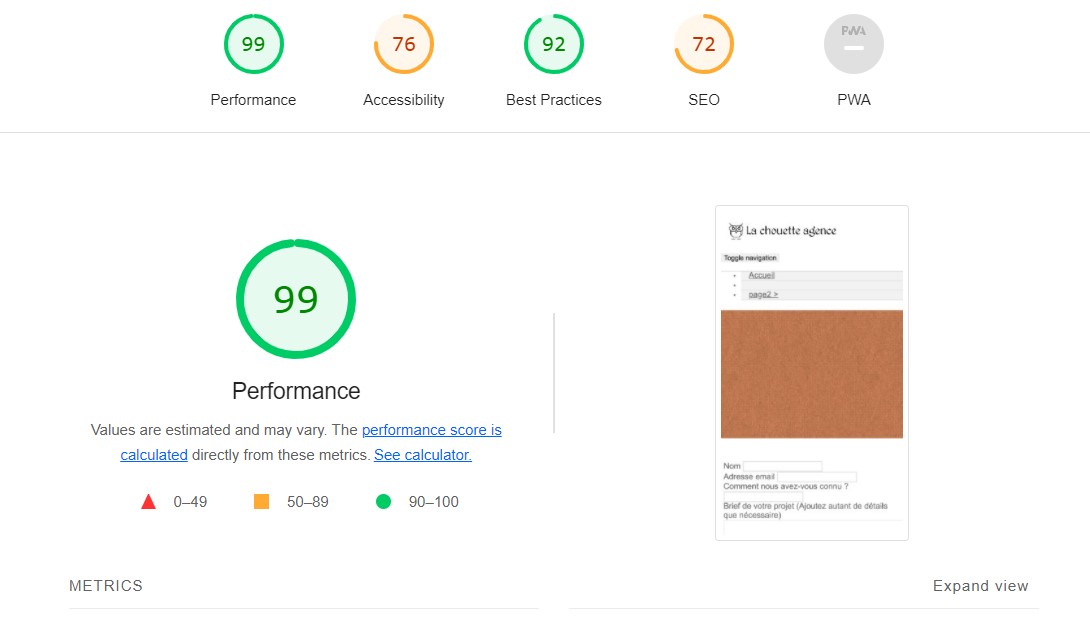 99
76
92
72
PWA
Performance
Accessibility
Best Practices
SEO
PWA
99
Performance
Values are estimated and may vary. The performance score is
calculated directly from these metrics. See calculator.
0–49
50–89
90–100
La chouette agence
Toggle navigation
Accueil
page2 >
Nom
Adresse email
Comment nous avez-vous connu ?
Brief de votre projet (Ajoutez autant de détails
que nécessaire)
METRICS
Expand view